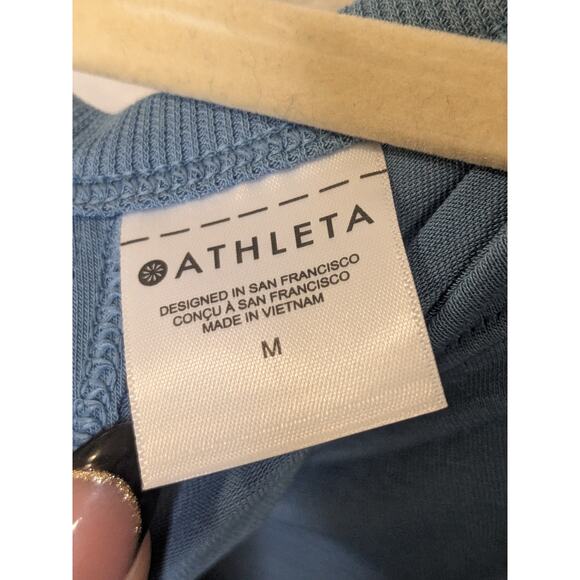 ATHLETA
DESIGNED IN SAN FRANCISCO
CONÇU À SAN FRANCISCO
MADE IN VIETNAM
M